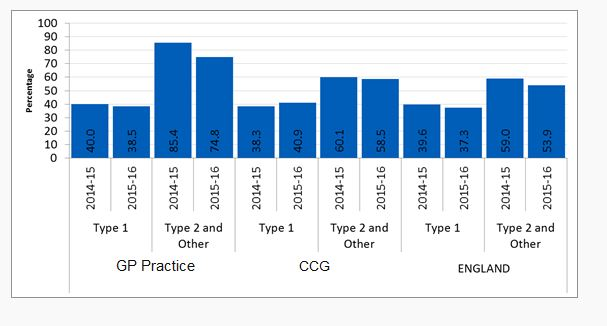 100
90
80
70
60
50
40
30
20
10
0
Percentage
40.0 38.5 85.4 74.8 38.3 40.9 60.1 58.5 39.6 37.3 59.0 53.9
2014-15 2015-16 2014-15 2015-16 2014-15 2015-16 2014-15 2015-16 2014-15 2015-16 2014-15 2015-16
Type 1 Type 2 and Type 1 Type 2 and Type 1 Type 2 and
Other Other Other
GP Practice CCG ENGLAND